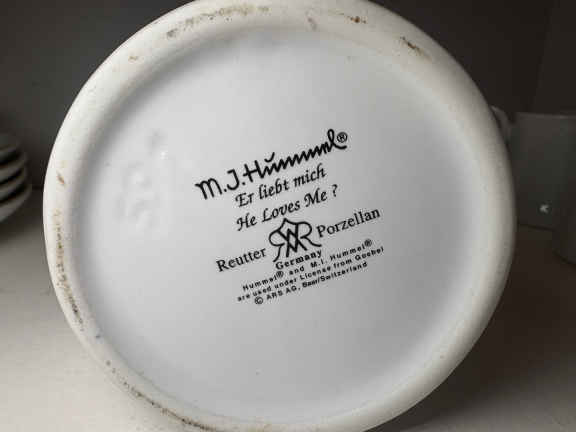 M.J.Hummel®
Er liebt mich
He Loves Me ?
Reutter Porzellan
Germany
Hummel® and M.I. Hummel®
are used under License from Goebel
© ARS AG, Baar/Switzerland